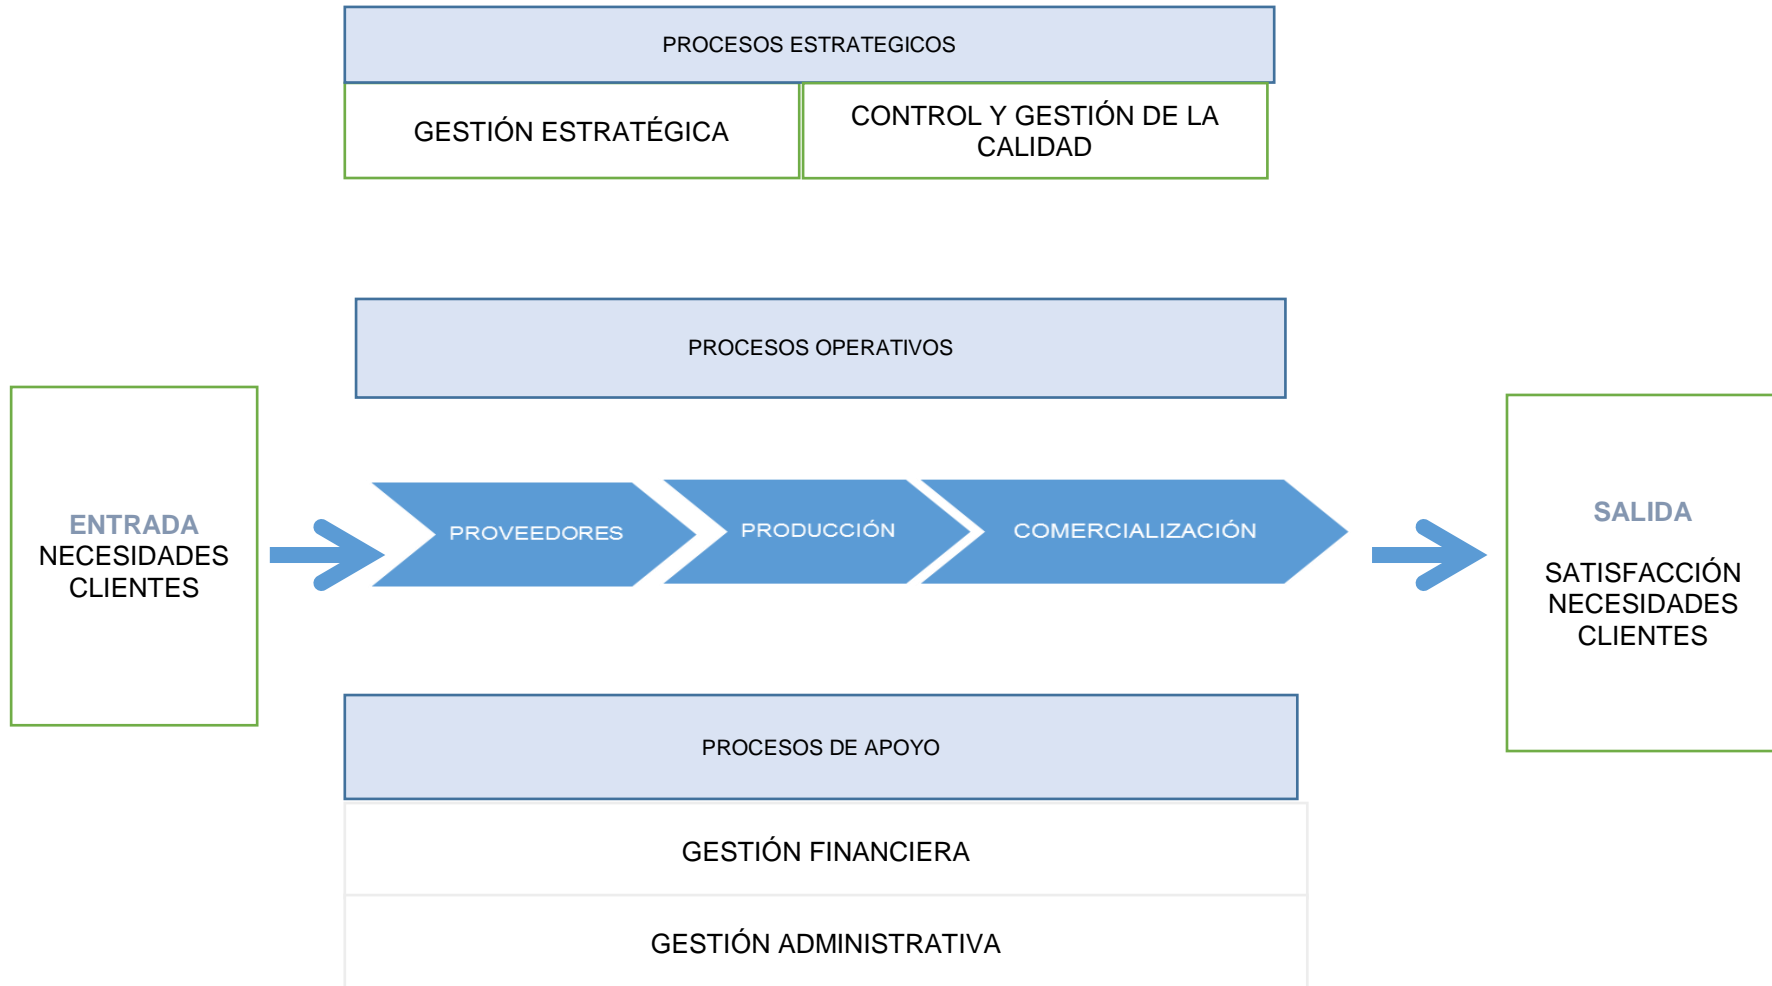 PROCESOS ESTRATEGICOS
GESTIÓN ESTRATÉGICA
CONTROL Y GESTIÓN DE LA
CALIDAD
PROCESOS OPERATIVOS
ENTRADA
NECESIDADES
CLIENTES
PROVEEDORES
PRODUCCIÓN
COMERCIALIZACIÓN
SALIDA
SATISFACCIÓN
NECESIDADES
CLIENTES
PROCESOS DE APOYO
GESTIÓN FINANCIERA
GESTIÓN ADMINISTRATIVA